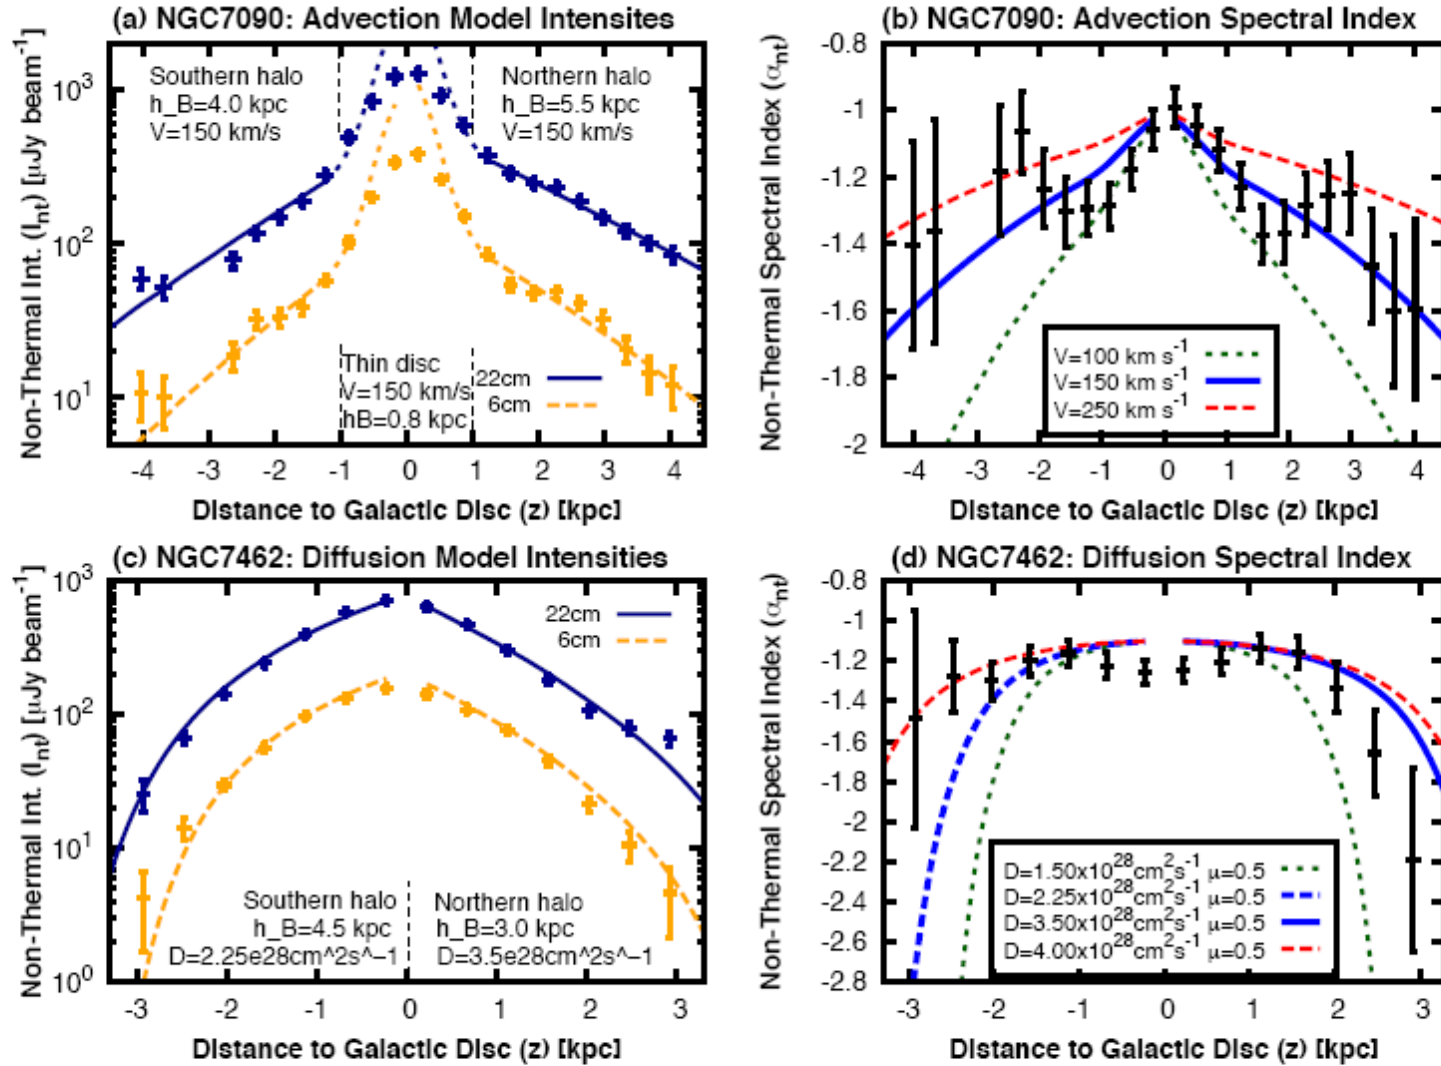 (a) NGC7090: Advection Model Intensites
Non-Thermal Int. (I_nt) [μJy beam^-1]
10^3
10^2
10^1
Southern halo
h_B=4.0 kpc
V=150 km/s
Northern halo
h_B=5.5 kpc
V=150 km/s
Thin disc
V=150 km/s
hB=0.8 kpc
22cm
6cm
-4 -3 -2 -1 0 1 2 3 4
Distance to Galactic Disc (z) [kpc]
(b) NGC7090: Advection Spectral Index
Non-Thermal Spectral Index (α_nt)
-0.8
-1
-1.2
-1.4
-1.6
-1.8
-2
V=100 km s^-1
V=150 km s^-1
V=250 km s^-1
-4 -3 -2 -1 0 1 2 3 4
Distance to Galactic Disc (z) [kpc]
(c) NGC7462: Diffusion Model Intensities
Non-Thermal Int. (I_nt) [μJy beam^-1]
10^3
10^2
10^1
10^0
22cm
6cm
Southern halo
h_B=4.5 kpc
D=2.25e28cm^2s^-1
Northern halo
h_B=3.0 kpc
D=3.5e28cm^2s^-1
-3 -2 -1 0 1 2 3
Distance to Galactic Disc (z) [kpc]
(d) NGC7462: Diffusion Spectral Index
Non-Thermal Spectral Index (α_nt)
-0.8
-1
-1.2
-1.4
-1.6
-1.8
-2
-2.2
-2.4
-2.6
-2.8
D=1.50x10^28cm^2s^-1 μ=0.5
D=2.25x10^28cm^2s^-1 μ=0.5
D=3.50x10^28cm^2s^-1 μ=0.5
D=4.00x10^28cm^2s^-1 μ=0.5
-3 -2 -1 0 1 2 3
Distance to Galactic Disc (z) [kpc]